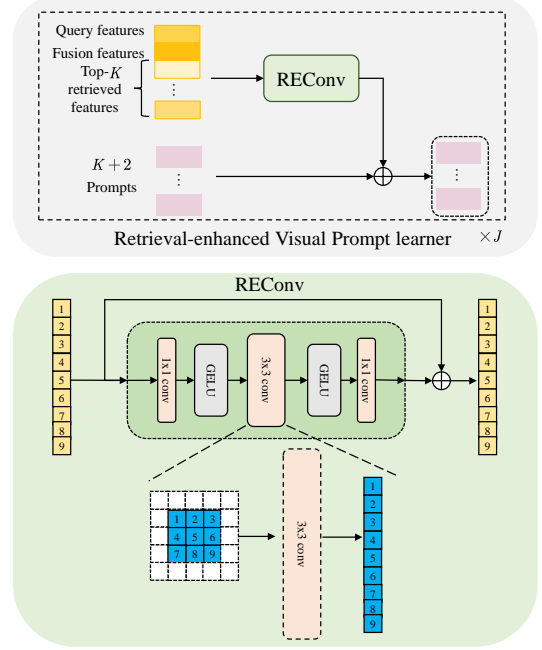 Query features
Fusion features
Top-K
retrieved
features
⋮
REConv
K + 2
Prompts
⋮
⋮
Retrieval-enhanced Visual Prompt learner ×J
REConv
1
2
3
4
5
6
7
8
9
1x1 conv
GELU
3x3 conv
GELU
1x1 conv
1
2
3
4
5
6
7
8
9
1 2 3
4 5 6
7 8 9
3x3 conv
1
2
3
4
5
6
7
8
9